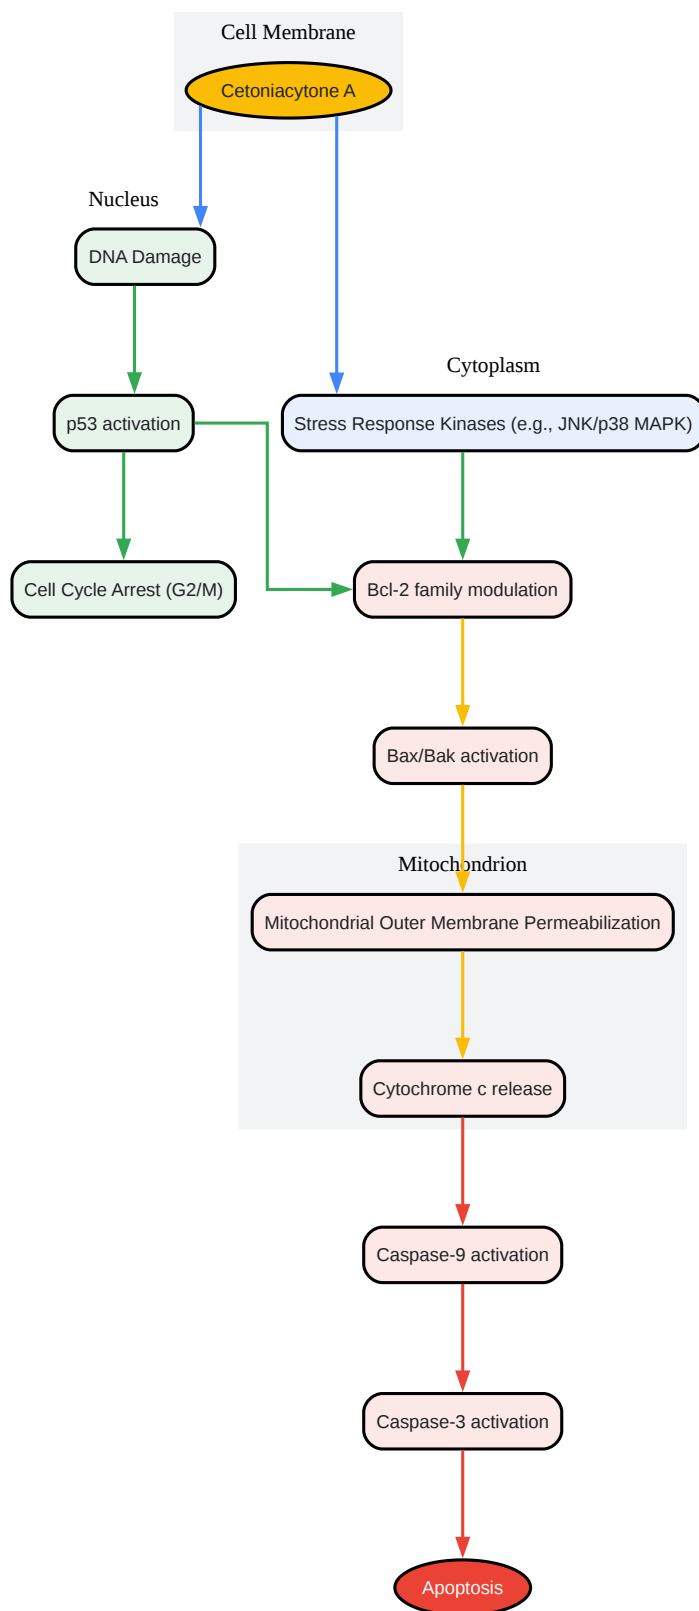 Cell Membrane
Cetoniacytone A
Nucleus
DNA Damage
Cytoplasm
p53 activation
Stress Response Kinases (e.g., JNK/p38 MAPK)
Cell Cycle Arrest (G2/M)
Bcl-2 family modulation
Bax/Bak activation
Mitochondrion
Mitochondrial Outer Membrane Permeabilization
Cytochrome c release
Caspase-9 activation
Caspase-3 activation
Apoptosis